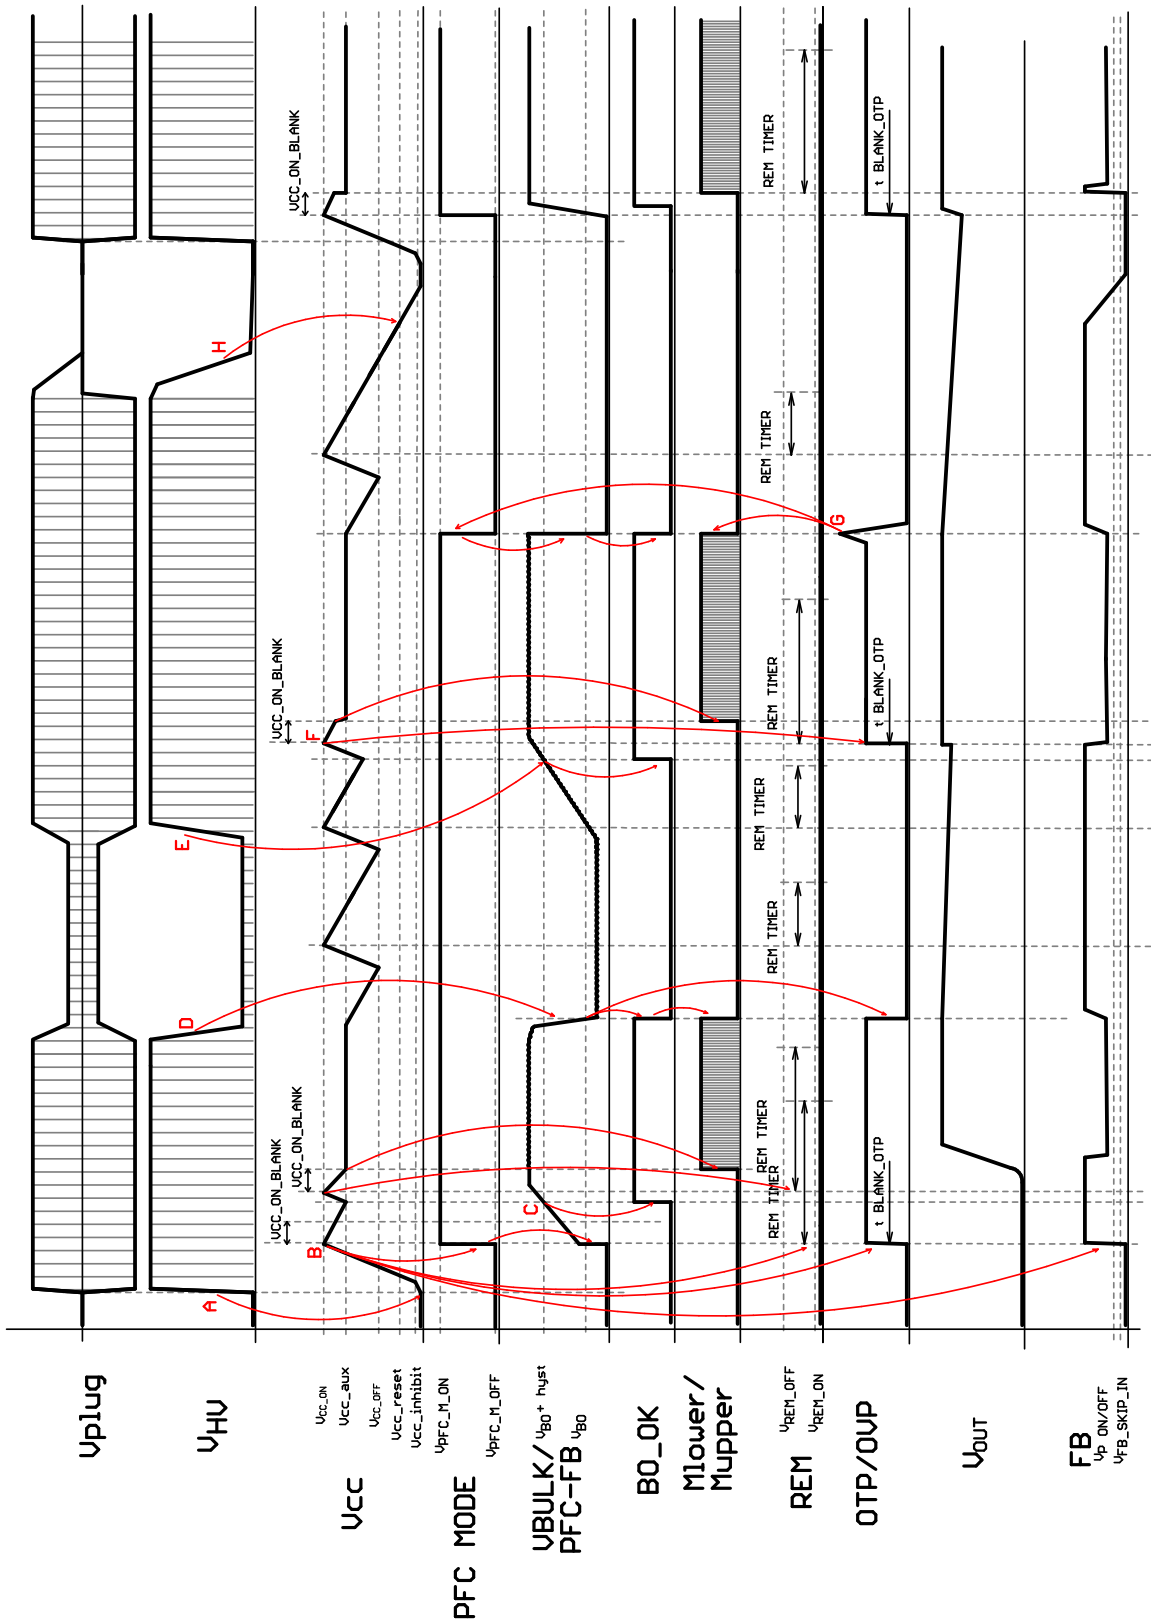 Vplug
VHV
VCC_ON
Vcc_aux
VCC_OFF
Vcc_reset
Vcc_inhibit
Vcc
VPFC_M_ON
VPFC_M_OFF
PFC MODE
VBULK/
PFC-FB
VBO+ hyst
VBO
BO_OK
Mlower/
Mupper
VREM_OFF
VREM_ON
REM
OTP/OVP
VOUT
FB
VP ON/OFF
VFB_SKIP_IN
A
B
C
D
E
F
G
H
VCC_ON_BLANK
VCC_ON_BLANK
VCC_ON_BLANK
VCC_ON_BLANK
REM TIMER
REM TIMER
REM TIMER
REM TIMER
REM TIMER
REM TIMER
REM TIMER
t BLANK_OTP
t BLANK_OTP
t BLANK_OTP